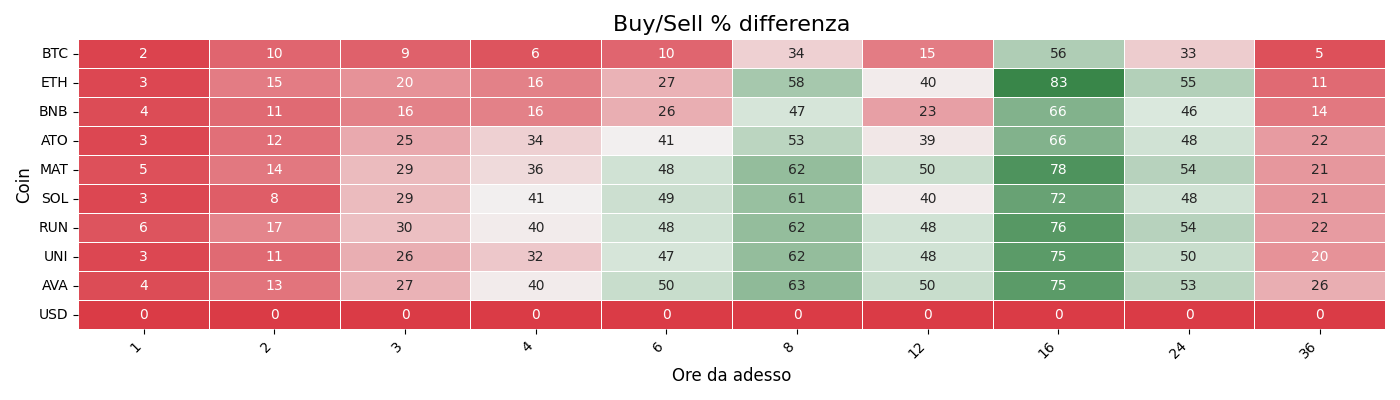 Buy/Sell % differenza
Coin
BTC 2 10 9 6 10 34 15 56 33 5
ETH 3 15 20 16 27 58 40 83 55 11
BNB 4 11 16 16 26 47 23 66 46 14
ATO 3 12 25 34 41 53 39 66 48 22
MAT 5 14 29 36 48 62 50 78 54 21
SOL 3 8 29 41 49 61 40 72 48 21
RUN 6 17 30 40 48 62 48 76 54 22
UNI 3 11 26 32 47 62 48 75 50 20
AVA 4 13 27 40 50 63 50 75 53 26
USD 0 0 0 0 0 0 0 0 0 0
1 2 3 4 6 8 12 16 24 36
Ore da adesso